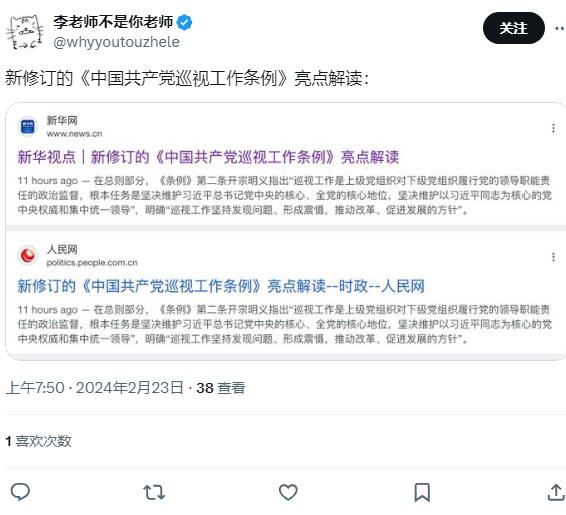 李老师不是你老师
@whyyoutouzhele
关注
新修订的《中国共产党巡视工作条例》亮点解读：
新华网
www.news.cn
新华视点｜新修订的《中国共产党巡视工作条例》亮点解读
11 hours ago — 在总则部分，《条例》第二条开宗明义指出“巡视工作是上级党组织对下级党组织履行党的领导职能责
任的政治监督，根本任务是坚决维护习近平总书记党中央的核心、全党的核心地位，坚决维护以习近平同志为核心的党
中央权威和集中统一领导”，明确“巡视工作坚持发现问题、形成震慑，推动改革、促进发展的方针”。
人民网
politics.people.com.cn
新修订的《中国共产党巡视工作条例》亮点解读--时政--人民网
11 hours ago — 在总则部分，《条例》第二条开宗明义指出“巡视工作是上级党组织对下级党组织履行党的领导职能责
任的政治监督，根本任务是坚决维护习近平总书记党中央的核心、全党的核心地位，坚决维护以习近平同志为核心的党
中央权威和集中统一领导”，明确“巡视工作坚持发现问题、形成震慑，推动改革、促进发展的方针”。
上午7:50 · 2024年2月23日 · 38 查看
1 喜欢次数